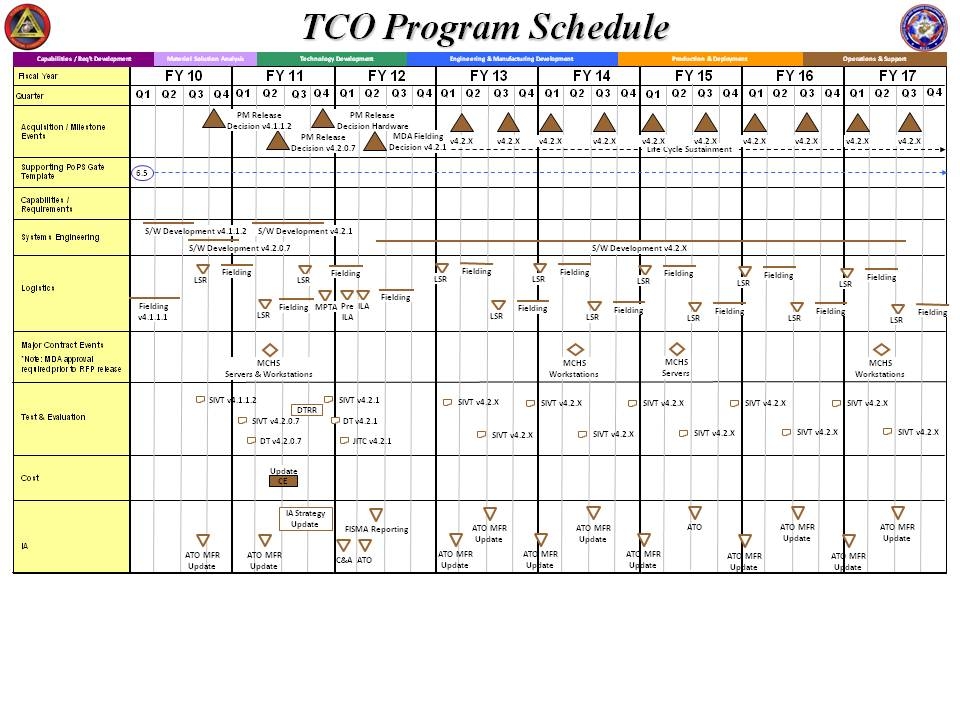 TCO Program Schedule
Capabilities / Req't Development
Materiel Solution Analysis
Technology Development
Engineering & Manufacturing Development
Production & Deployment
Operations & Support
Fiscal Year
FY 10
FY 11
FY 12
FY 13
FY 14
FY 15
FY 16
FY 17
Quarter
Q1 Q2 Q3 Q4 Q1 Q2 Q3 Q4 Q1 Q2 Q3 Q4 Q1 Q2 Q3 Q4 Q1 Q2 Q3 Q4 Q1 Q2 Q3 Q4 Q1 Q2 Q3 Q4 Q1 Q2 Q3 Q4
Acquisition / Milestone
Events
PM Release
Decision v4.1.1.2
PM Release
Decision v4.2.0.7
PM Release
Decision Hardware
MDA Fielding
Decision v4.2.1
v4.2.X
v4.2.X
v4.2.X
v4.2.X
v4.2.X
v4.2.X
v4.2.X
v4.2.X
v4.2.X
v4.2.X
Life Cycle Sustainment
Supporting PoPS Gate
Template
6.5
Capabilities /
Requirements
Systems Engineering
S/W Development v4.1.1.2
S/W Development v4.2.1
S/W Development v4.2.0.7
S/W Development v4.2.X
Logistics
Fielding
v4.1.1.1
LSR
Fielding
LSR
Fielding
LSR
MPTA
Fielding
Pre
ILA
ILA
Fielding
LSR
Fielding
LSR
Fielding
LSR
Fielding
LSR
Fielding
LSR
Fielding
LSR
Fielding
LSR
Fielding
LSR
Fielding
LSR
Fielding
LSR
Fielding
Major Contract Events
*Note: MDA approval
required prior to RFP release
MCHS
Servers & Workstations
MCHS
Workstations
MCHS
Servers
MCHS
Workstations
Test & Evaluation
SIVT v4.1.1.2
DTRR
SIVT v4.2.1
SIVT v4.2.0.7
DT v4.2.1
DT v4.2.0.7
JITC v4.2.1
SIVT v4.2.X
SIVT v4.2.X
SIVT v4.2.X
SIVT v4.2.X
SIVT v4.2.X
SIVT v4.2.X
SIVT v4.2.X
SIVT v4.2.X
SIVT v4.2.X
SIVT v4.2.X
Cost
Update
CE
IA
ATO MFR
Update
ATO MFR
Update
IA Strategy
Update
FISMA Reporting
C&A
ATO
ATO MFR
Update
ATO MFR
Update
ATO MFR
Update
ATO MFR
Update
ATO MFR
Update
ATO
ATO MFR
Update
ATO MFR
Update
ATO MFR
Update
ATO MFR
Update